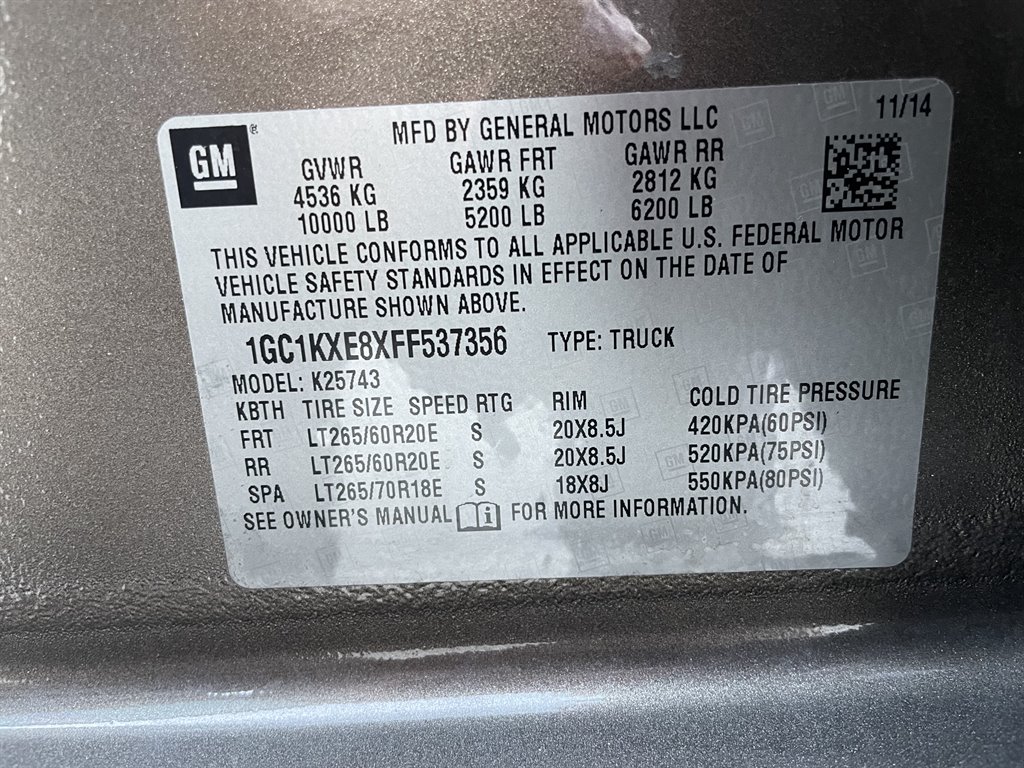 GM
11/14
MFD BY GENERAL MOTORS LLC
GVWR GAWR FRT GAWR RR
4536 KG 2359 KG 2812 KG
10000 LB 5200 LB 6200 LB
THIS VEHICLE CONFORMS TO ALL APPLICABLE U.S. FEDERAL MOTOR
VEHICLE SAFETY STANDARDS IN EFFECT ON THE DATE OF
MANUFACTURE SHOWN ABOVE.
1GC1KXE8XFF537356 TYPE: TRUCK
MODEL: K25743
KBTH TIRE SIZE SPEED RTG RIM COLD TIRE PRESSURE
FRT LT265/60R20E S 20X8.5J 420KPA(60PSI)
RR LT265/60R20E S 20X8.5J 520KPA(75PSI)
SPA LT265/70R18E S 18X8J 550KPA(80PSI)
SEE OWNER'S MANUAL FOR MORE INFORMATION.